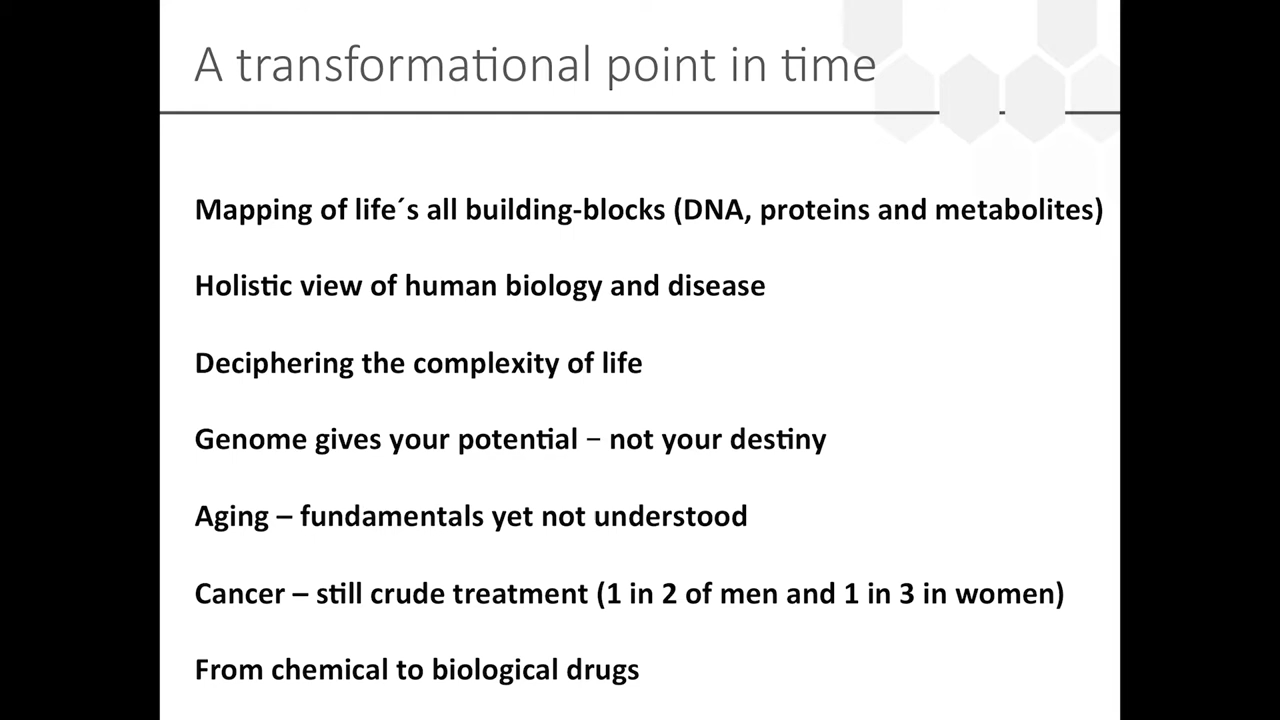 A transformational point in time
Mapping of life´s all building-blocks (DNA, proteins and metabolites)
Holistic view of human biology and disease
Deciphering the complexity of life
Genome gives your potential − not your destiny
Aging – fundamentals yet not understood
Cancer – still crude treatment (1 in 2 of men and 1 in 3 in women)
From chemical to biological drugs